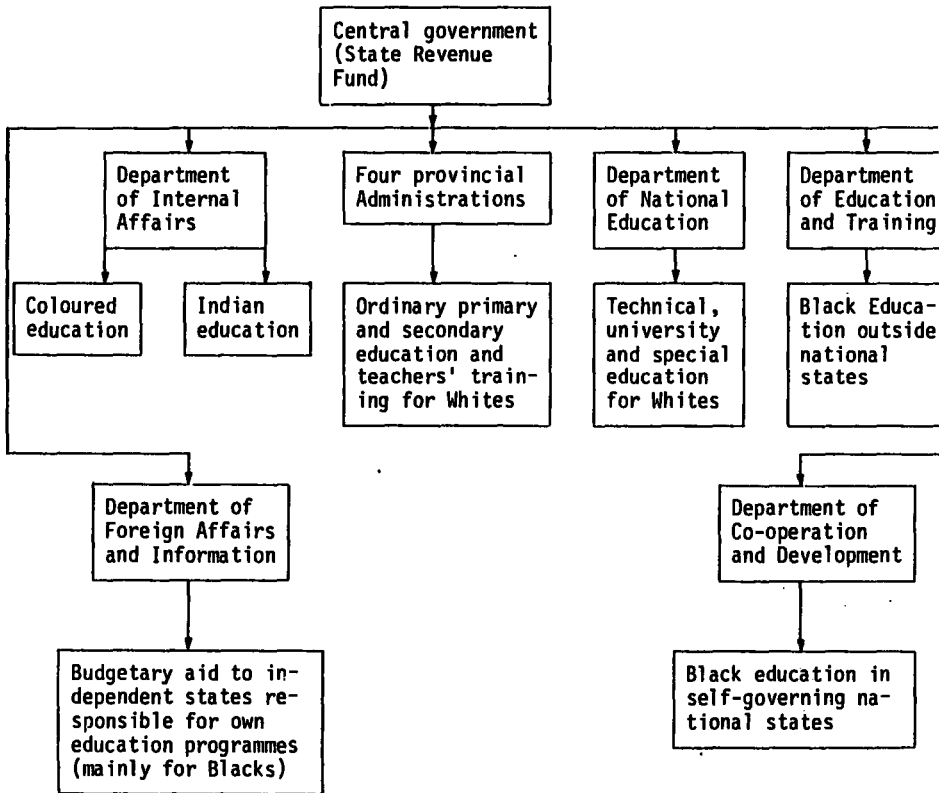 Central government
(State Revenue
Fund)
Department
of Internal
Affairs
Four provincial
Administrations
Department
of National
Education
Department
of Education
and Training
Coloured
education
Indian
education
Ordinary primary
and secondary
education and
teachers' train-
ing for Whites
Technical,
university
and special
education
for Whites
Black Educa-
tion outside
national
states
Department of
Foreign Affairs
and Information
Department of
Co-operation
and Development
Budgetary aid to in-
dependent states re-
sponsible for own
education programmes
(mainly for Blacks)
Black education in
self-governing na-
tional states